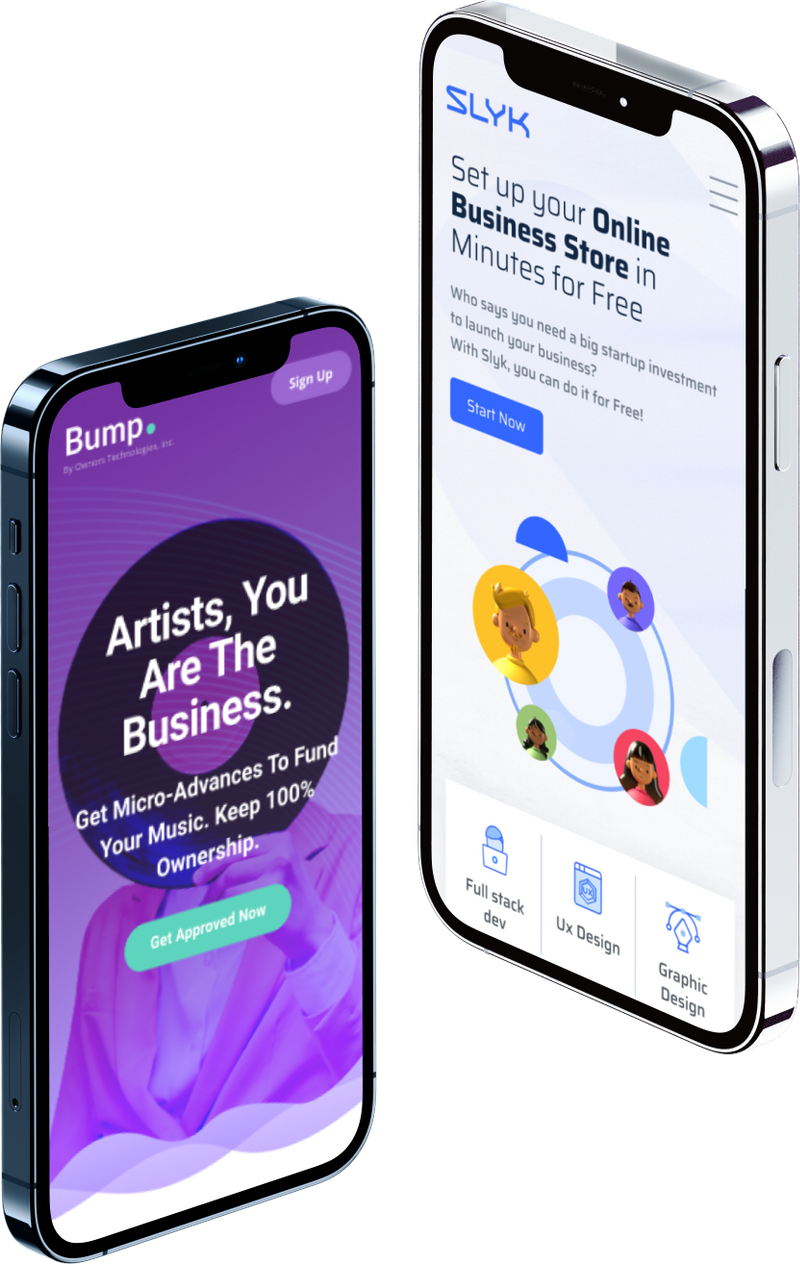 Sign Up
Bump.
By Owners Technologies, Inc.
Artists, You
Are The
Business.
Get Micro-Advances To Fund
Your Music. Keep 100%
Ownership.
Get Approved Now
SLYK
Set up your Online
Business Store in
Minutes for Free
Who says you need a big startup investment
to launch your business?
With Slyk, you can do it for Free!
Start Now
Full stack
dev
UX
Ux Design
Graphic
Design